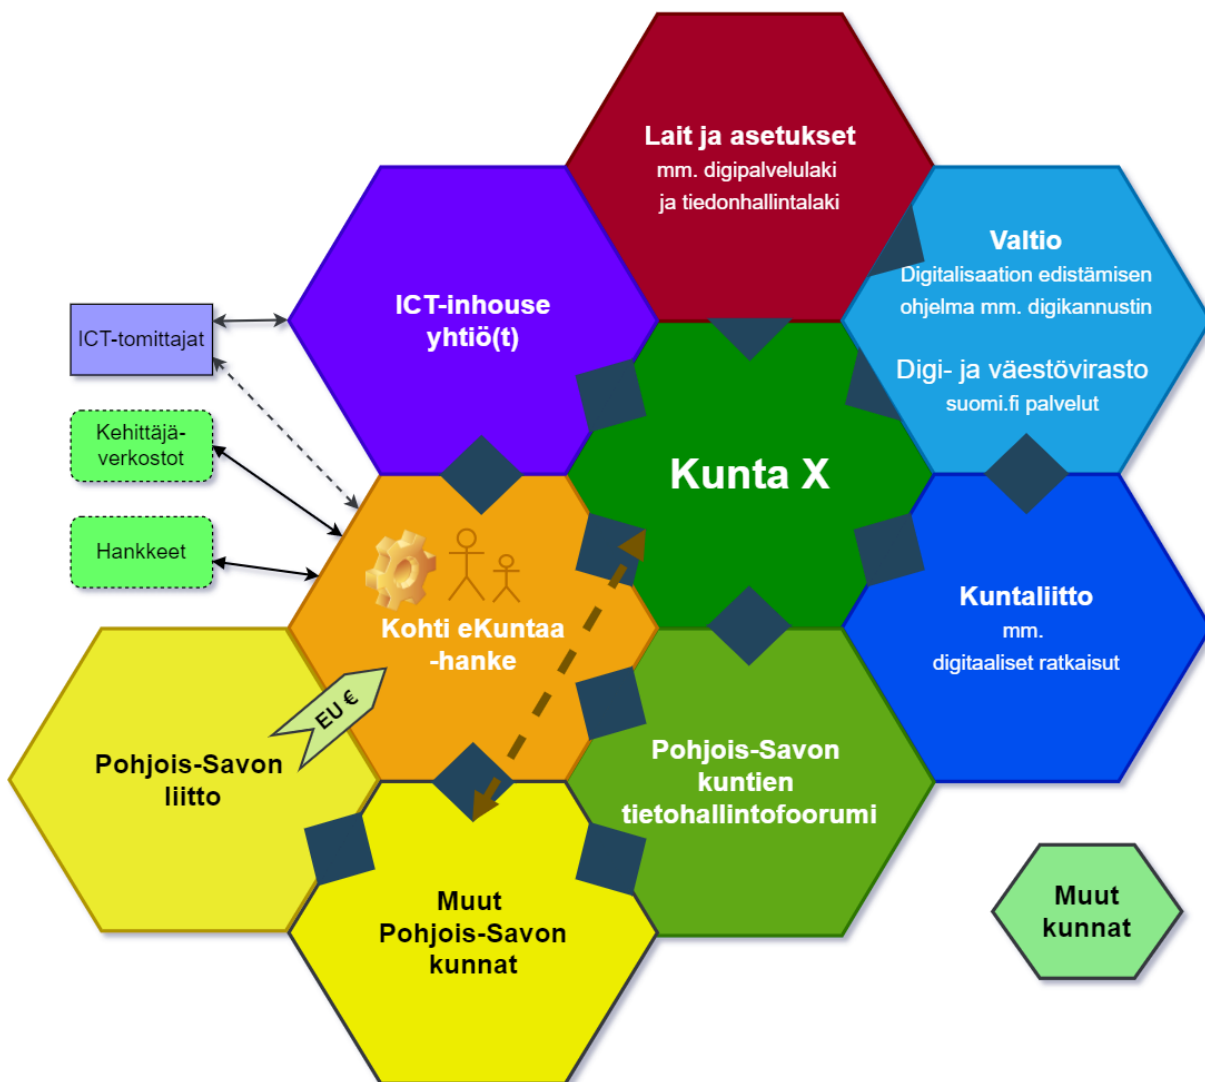 Lait ja asetukset
mm. digipalvelulaki
ja tiedonhallintalaki
Valtio
Digitalisaation edistämisen
ohjelma mm. digikannustin
Digi- ja väestövirasto
suomi.fi palvelut
ICT-inhouse
yhtiö(t)
ICT-tomittajat
Kehittäjä-
verkostot
Hankkeet
Kunta X
Kohti eKuntaa
-hanke
Kuntaliitto
mm.
digitaaliset ratkaisut
EU €
Pohjois-Savon
liitto
Pohjois-Savon
kuntien
tietohallintofoorumi
Muut
Pohjois-Savon
kunnat
Muut
kunnat